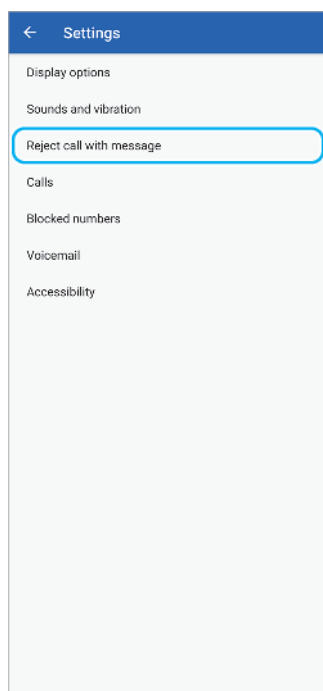 Settings
Display options
Sounds and vibration
Reject call with message
Calls
Blocked numbers
Voicemail
Accessibility